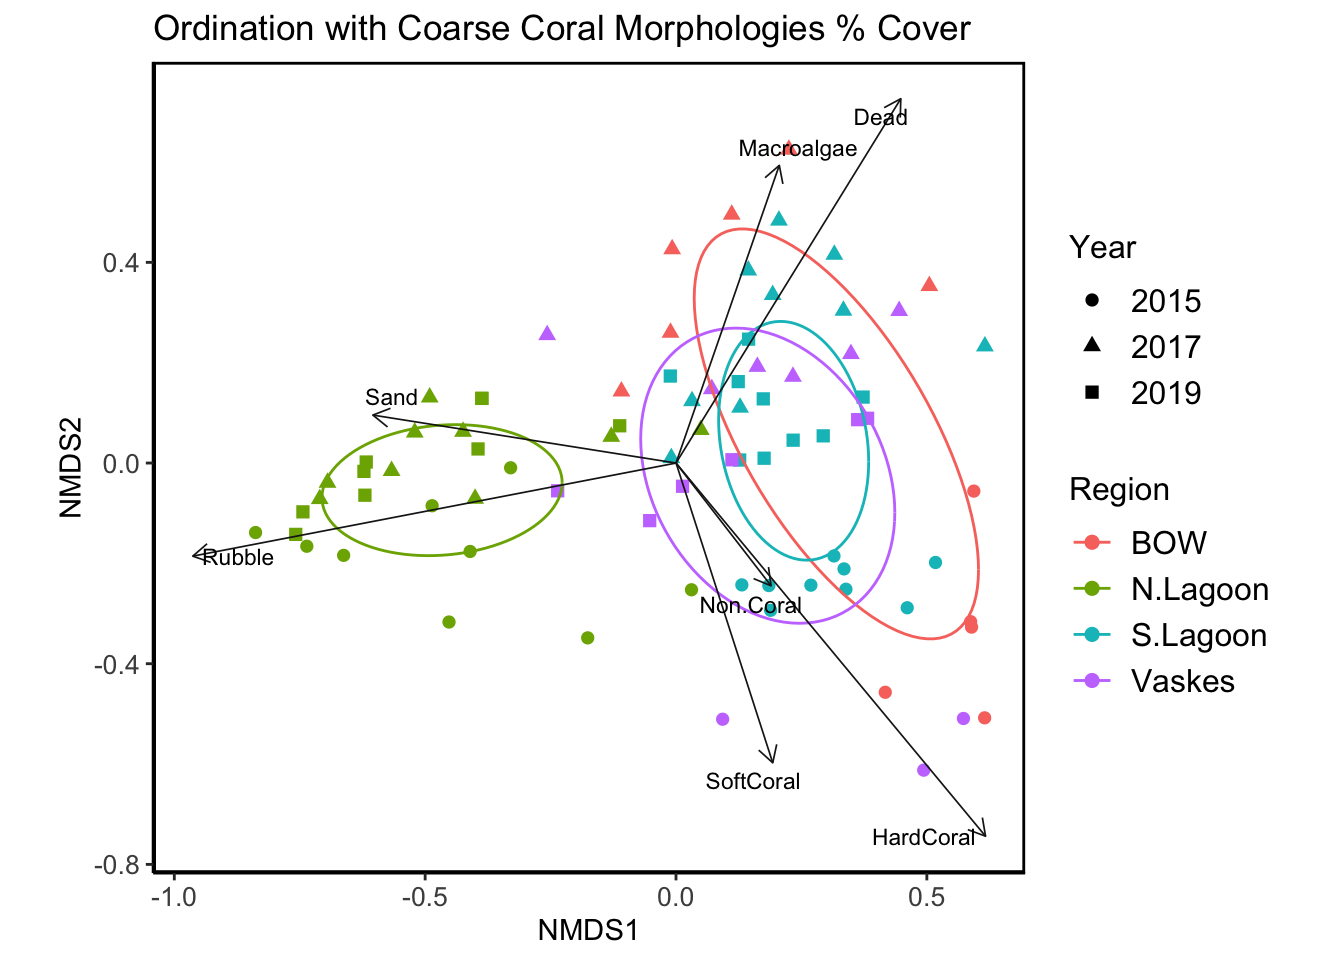 Ordination with Coarse Coral Morphologies % Cover
Dead
Macroalgae
Sand
Rubble
Non.Coral
SoftCoral
HardCoral
0.4
0.0
-0.4
-0.8
NMDS2
-1.0
-0.5
0.0
0.5
NMDS1
Year
2015
2017
2019
Region
BOW
N.Lagoon
S.Lagoon
Vaskes